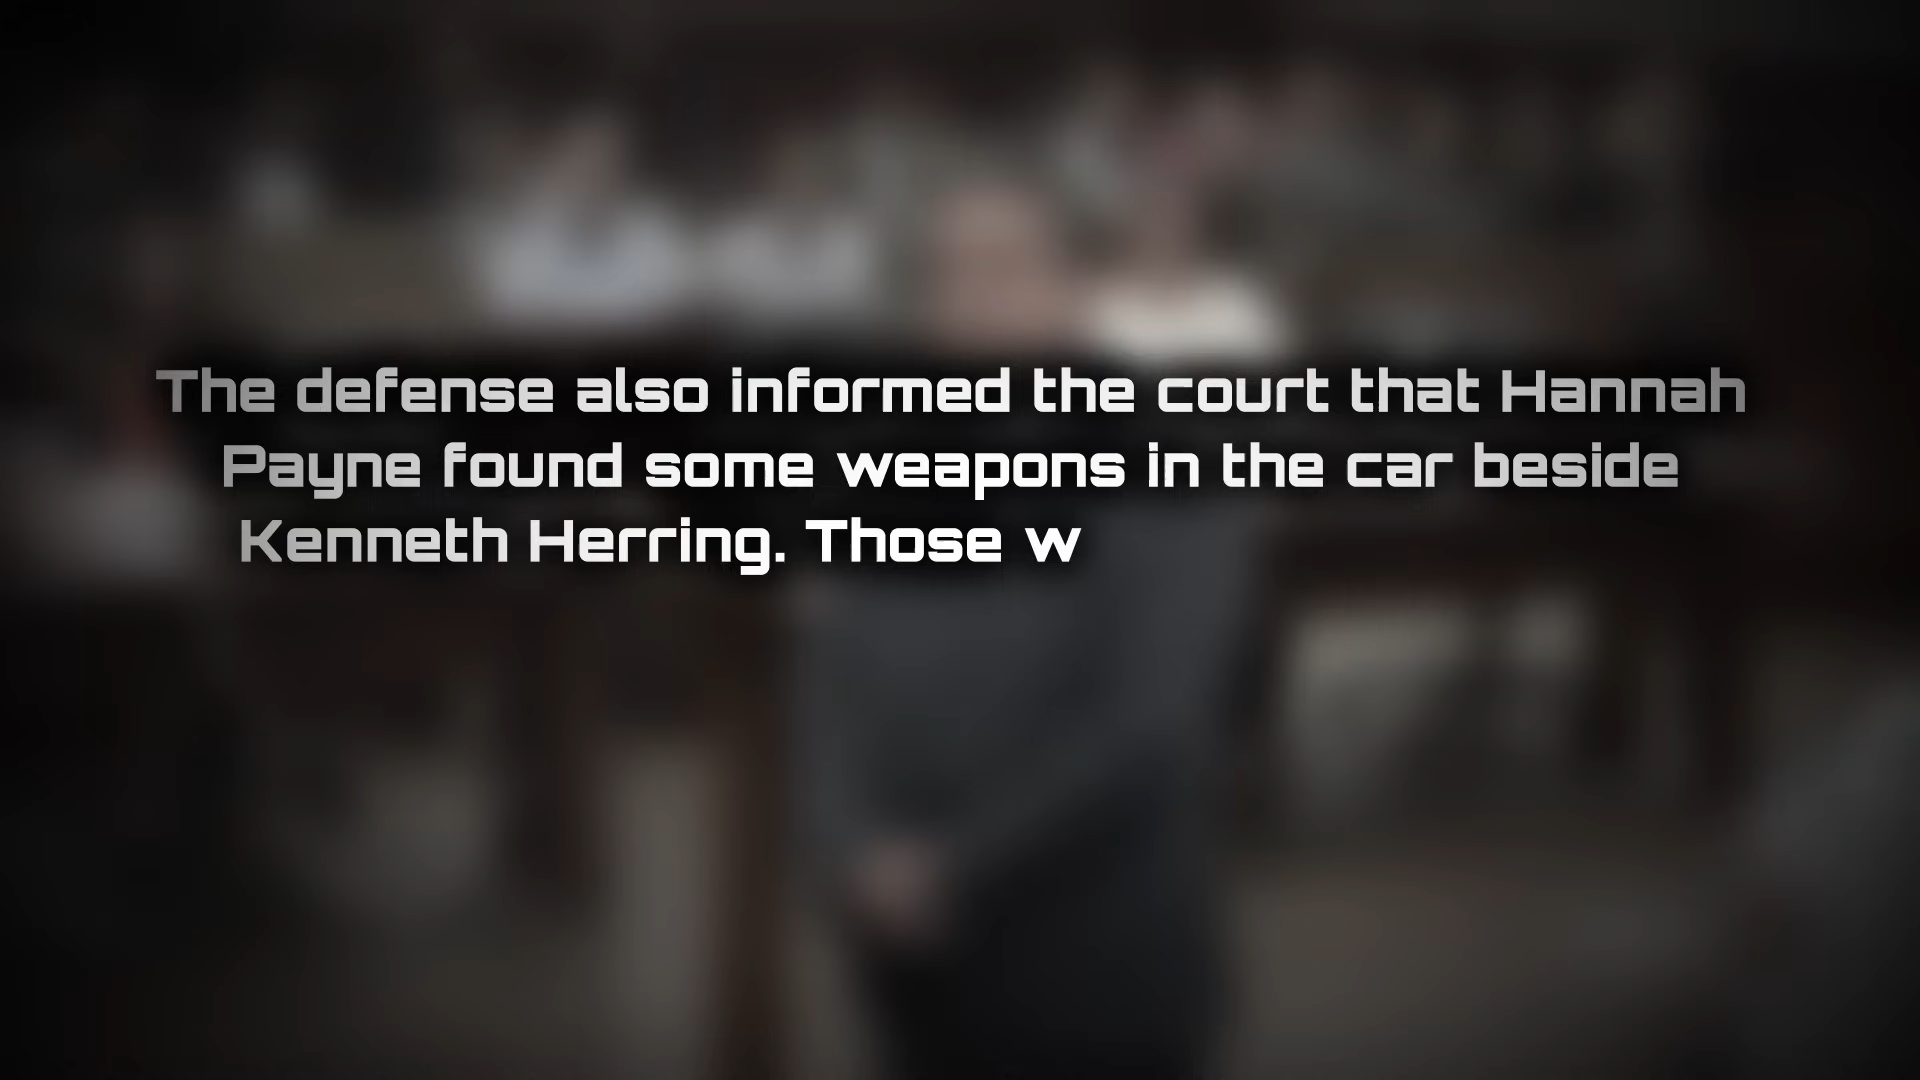 The defense also informed the court that Hannah
Payne found some weapons in the car beside
Kenneth Herring. Those w